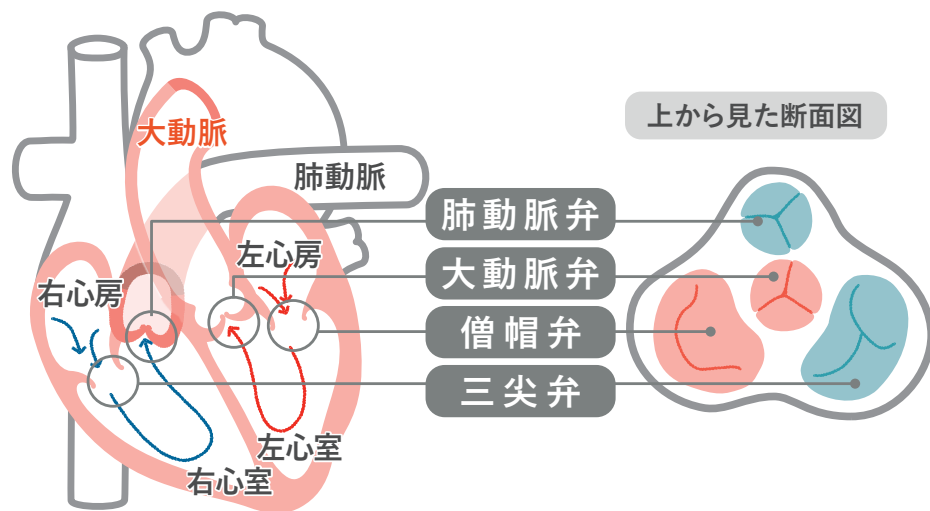 大動脈
肺動脈
左心房
右心房
左心室
右心室
肺動脈弁
大動脈弁
僧帽弁
三尖弁
上から見た断面図